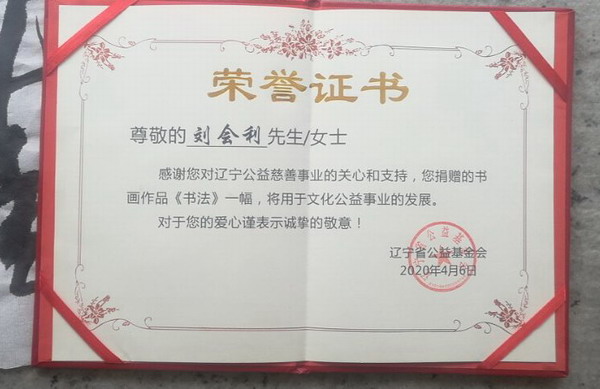 荣誉证书
尊敬的 刘会利 先生/女士
感谢您对辽宁公益慈善事业的关心和支持，您捐赠的书
画作品《书法》一幅，将用于文化公益事业的发展。
对于您的爱心谨表示诚挚的敬意！
辽宁省公益基金会
2020年4月6日